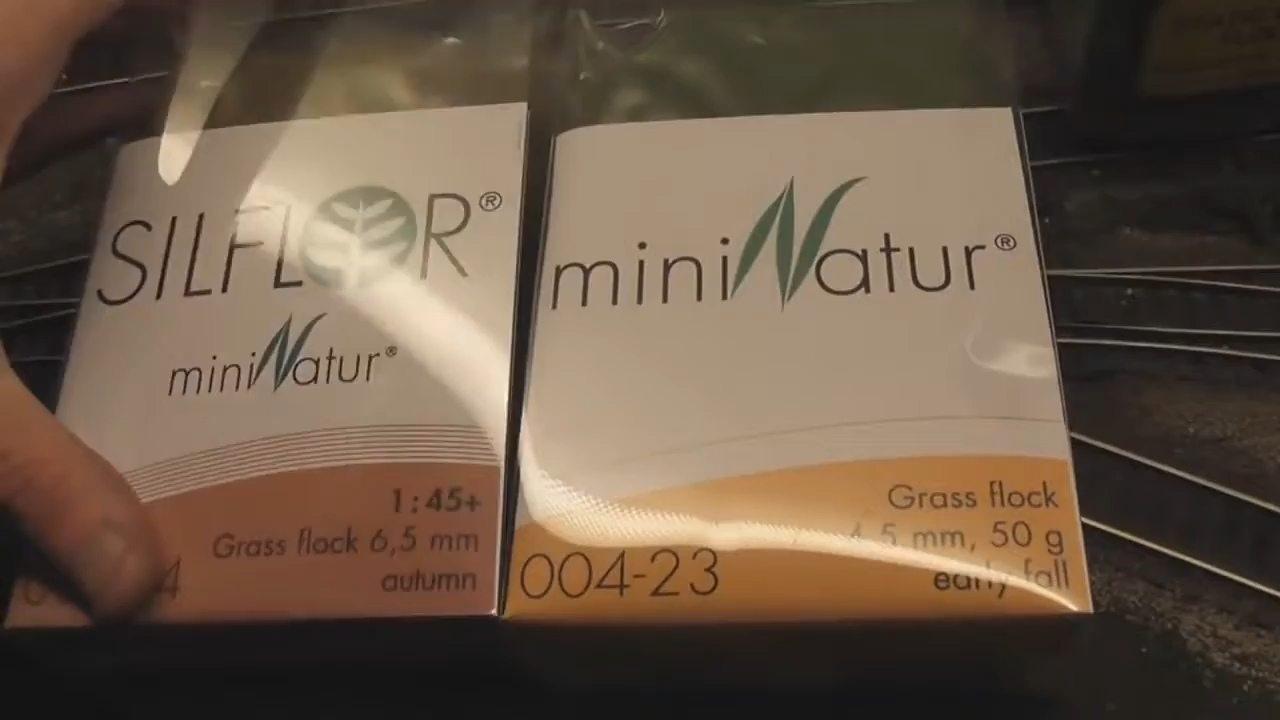 SILFLOR®
miniNatur®
1:45+
Grass flock 6,5 mm
autumn
miniNatur®
Grass flock
4,5 mm, 50 g
early fall
004-23